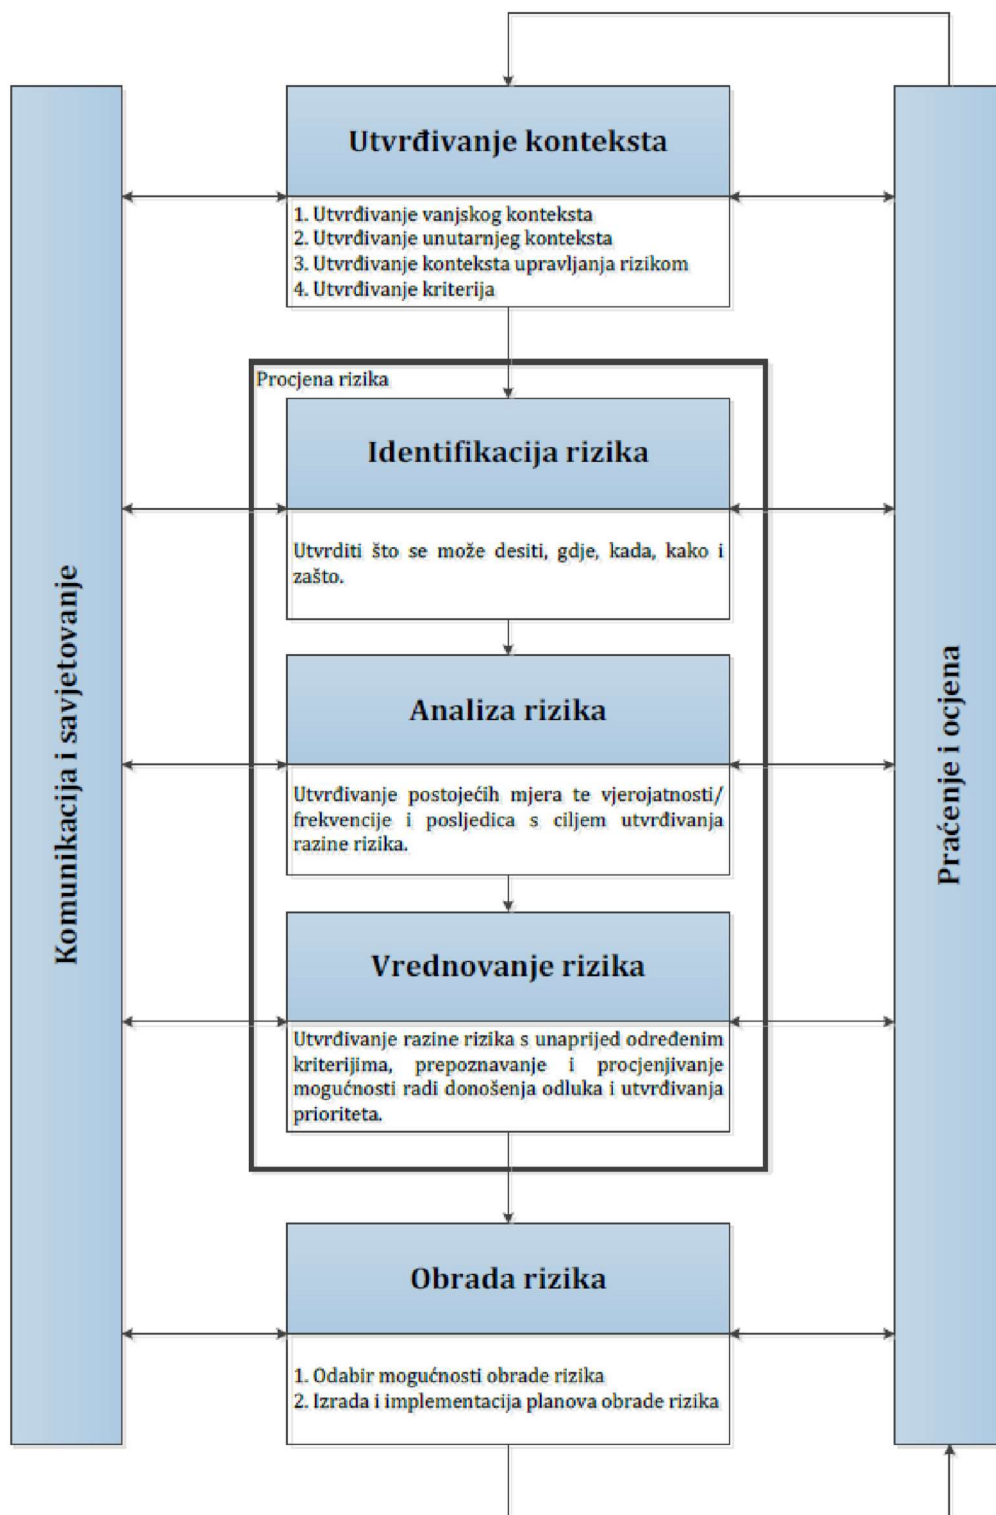 Utvrđivanje konteksta
1. Utvrđivanje vanjskog konteksta
2. Utvrđivanje unutarnjeg konteksta
3. Utvrđivanje konteksta upravljanja rizikom
4. Utvrđivanje kriterija
Procjena rizika
Identifikacija rizika
Utvrditi što se može desiti, gdje, kada, kako i
zašto.
Analiza rizika
Utvrđivanje postojećih mjera te vjerojatnosti/
frekvencije i posljedica s ciljem utvrđivanja
razine rizika.
Vrednovanje rizika
Utvrđivanje razine rizika s unaprijed određenim
kriterijima, prepoznavanje i procjenjivanje
mogućnosti radi donošenja odluka i utvrđivanja
prioriteta.
Obrada rizika
1. Odabir mogućnosti obrade rizika
2. Izrada i implementacija planova obrade rizika
Komunikacija i savjetovanje
Praćenje i ocjena